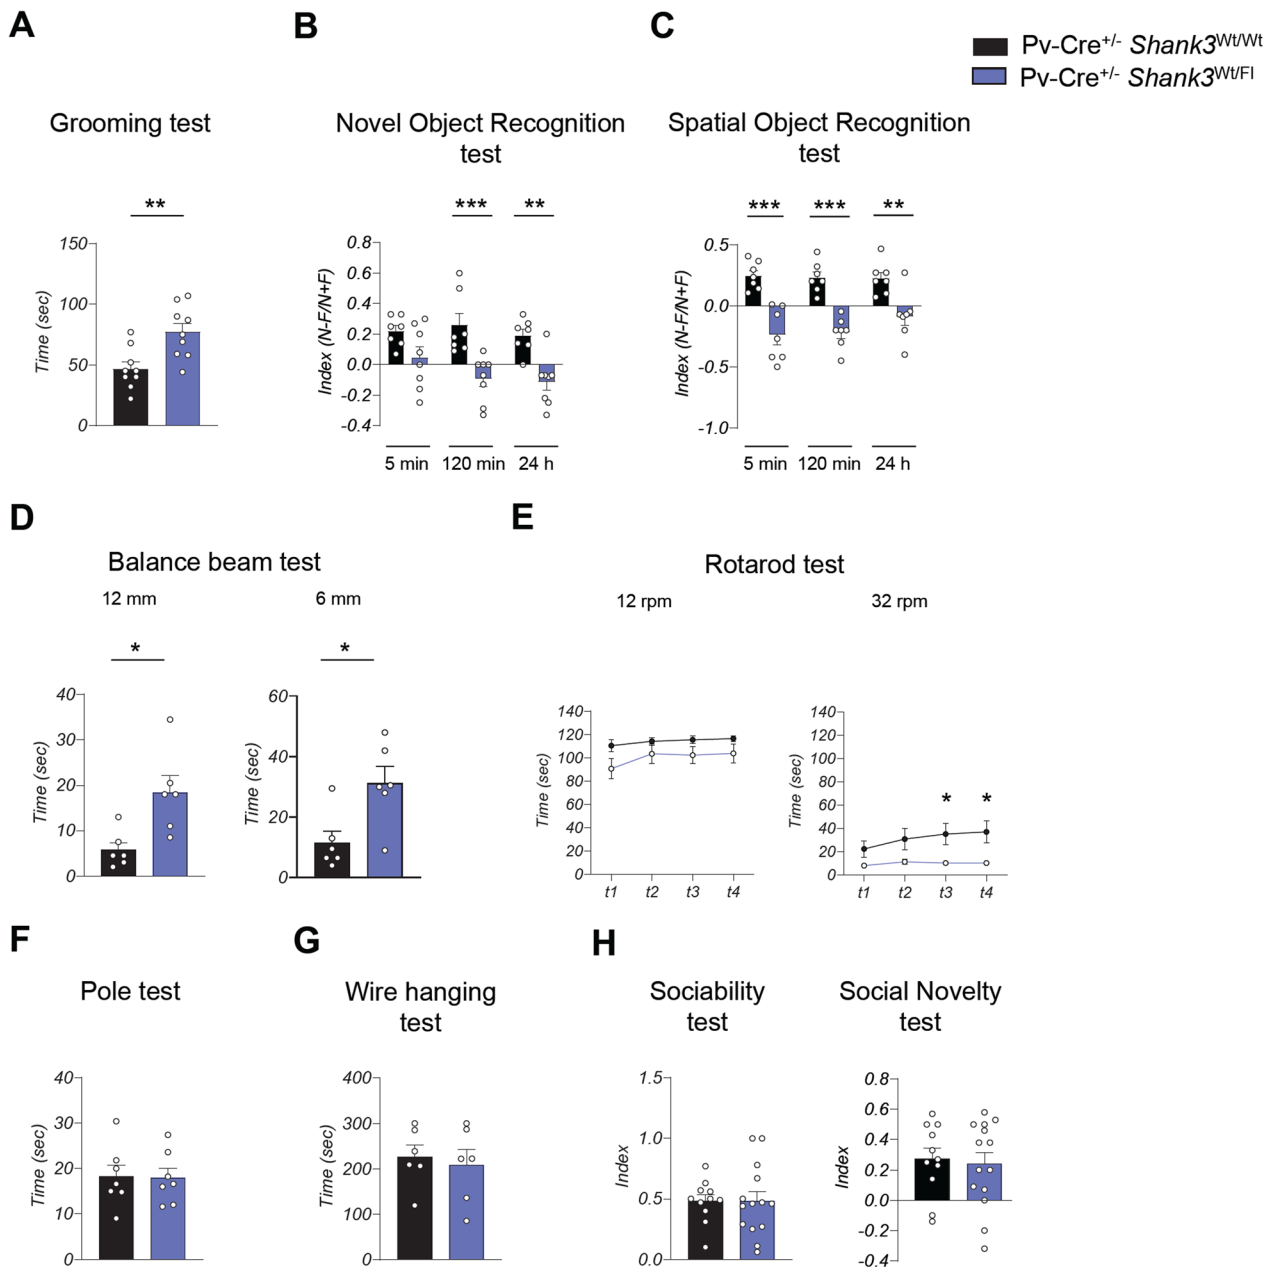 A
B
C
Pv-Cre+/- Shank3Wt/Wt
Pv-Cre+/- Shank3Wt/Fl
Grooming test
**
150
100
50
0
Time (sec)
Novel Object Recognition
test
*** **
0.8
0.6
0.4
0.2
0.0
-0.2
-0.4
Index (N-F/N+F)
5 min 120 min 24 h
Spatial Object Recognition
test
*** *** **
0.5
0.0
-0.5
-1.0
Index (N-F/N+F)
5 min 120 min 24 h
D
Balance beam test
12 mm
*
40
30
20
10
0
Time (sec)
6 mm
*
60
40
20
0
Time (sec)
E
Rotarod test
12 rpm
140
120
100
80
60
40
20
0
Time (sec)
t1 t2 t3 t4
32 rpm
140
120
100
80
60
40
20
0
Time (sec)
* *
t1 t2 t3 t4
F
Pole test
40
30
20
10
0
Time (sec)
G
Wire hanging
test
400
300
200
100
0
Time (sec)
H
Sociability
test
1.5
1.0
0.5
0.0
Index
Social Novelty
test
0.8
0.6
0.4
0.2
0.0
-0.2
-0.4
Index